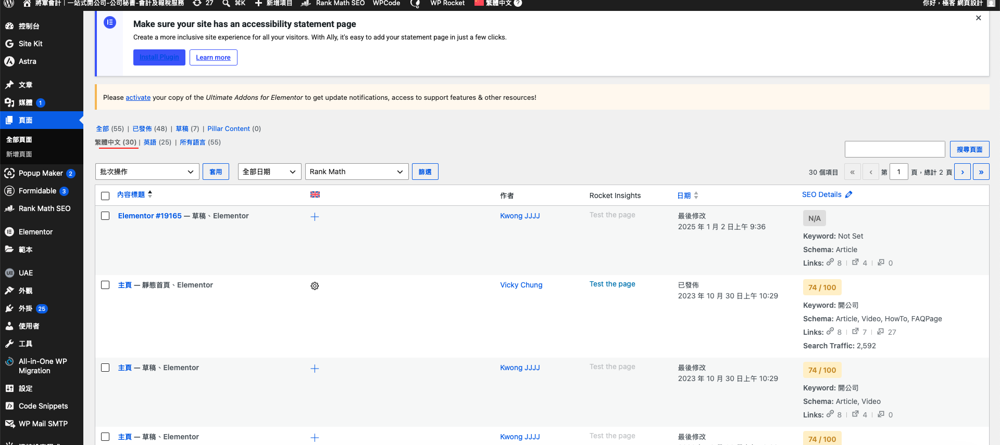 將軍會計｜一站式開公司-公司秘書-會計及報稅服務 27 ⌘K 新增項目 Rank Math SEO WPCode WP Rocket 繁體中文 ? 你好，極客 網頁設計
控制台
Site Kit
Astra
文章
媒體 1
頁面
全部頁面
新增頁面
Popup Maker 2
Formidable 3
Rank Math SEO
Elementor
範本
UAE
外觀
外掛 25
使用者
工具
All-in-One WP
Migration
設定
Code Snippets
WP Mail SMTP
Make sure your site has an accessibility statement page
Create a more inclusive site experience for all your visitors. With Ally, it's easy to add your statement page in just a few clicks.
Install Plugin Learn more
Please activate your copy of the Ultimate Addons for Elementor to get update notifications, access to support features & other resources!
全部 (55) | 已發佈 (48) | 草稿 (7) | Pillar Content (0)
繁體中文 (30) | 英語 (25) | 所有語言 (55)
搜尋頁面
批次操作 套用 全部日期 Rank Math 篩選 30 個項目 « ‹ 第 1 頁，總計 2 頁 › »
內容標題 作者 Rocket Insights 日期 SEO Details
Elementor #19165 — 草稿、Elementor
Kwong JJJJ
Test the page
最後修改
2025 年 1 月 2 日上午 9:36
N/A
Keyword: Not Set
Schema: Article
Links: 8 | 4 | 0
主頁 — 靜態首頁、Elementor
Vicky Chung
Test the page
已發佈
2023 年 10 月 30 日上午 10:29
74 / 100
Keyword: 開公司
Schema: Article, Video, HowTo, FAQPage
Links: 8 | 7 | 27
Search Traffic: 2,592
主頁 — 草稿、Elementor
Kwong JJJJ
Test the page
最後修改
2023 年 10 月 30 日上午 10:29
74 / 100
Keyword: 開公司
Schema: Article, Video
Links: 8 | 4 | 0
主頁 — 草稿、Elementor
Kwong JJJJ
Test the page
最後修改
74 / 100